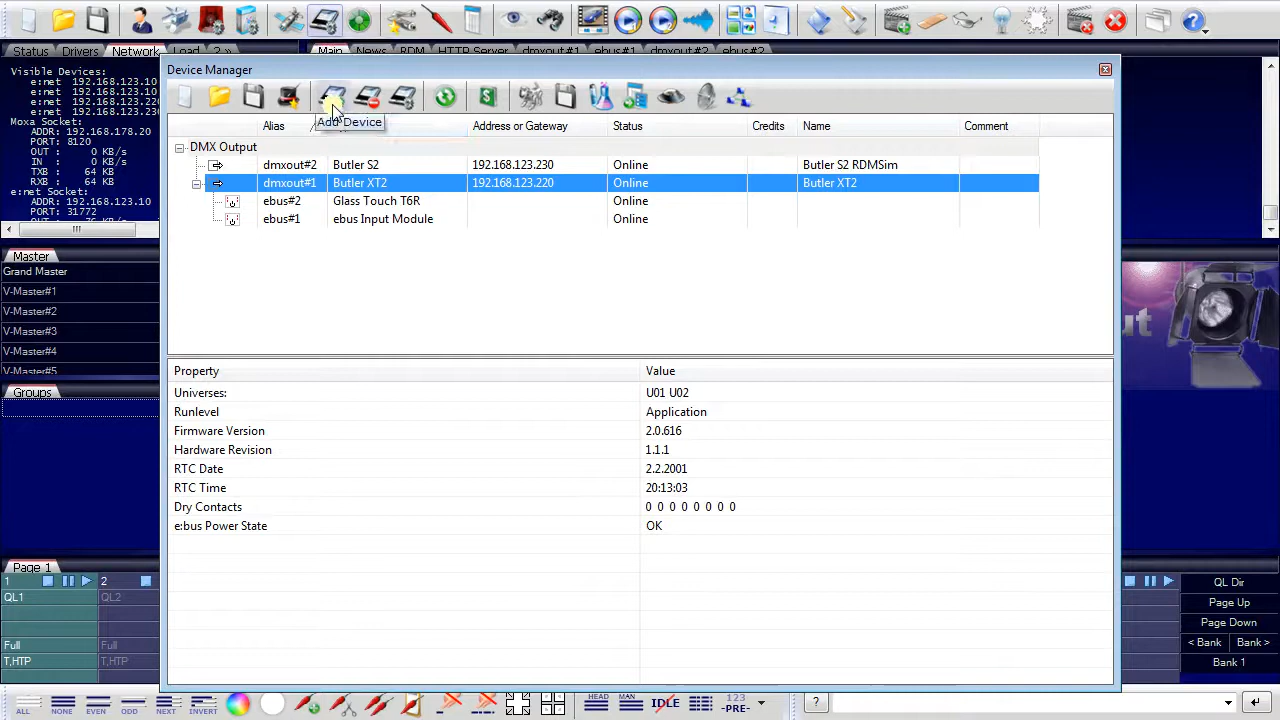 Status Drivers Network Load 2 »
Main News RDM HTTP Server dmxout#1 ebus#1 dmxout#2 ebus#2
Visible Devices:
e:net 192.168.123.10
e:net 192.168
e:net 192.168
Moxa Socket:
ADDR: 192.168.178.20
PORT: 8120
OUT : 0 KB/s
IN : 0 KB/s
TXB : 64 KB
RXB : 64 KB
e:net Socket:
ADDR: 192.168.123.10
PORT: 31772
Device Manager
Add Device
Alias Address or Gateway Status Credits Name Comment
DMX Output
dmxout#2 Butler S2 192.168.123.230 Online Butler S2 RDMSim
dmxout#1 Butler XT2 192.168.123.220 Online Butler XT2
ebus#2 Glass Touch T6R Online
ebus#1 ebus Input Module Online
Property Value
Universes: U01 U02
Runlevel Application
Firmware Version 2.0.616
Hardware Revision 1.1.1
RTC Date 2.2.2001
RTC Time 20:13:03
Dry Contacts 0 0 0 0 0 0 0 0
e:bus Power State OK
Master
Grand Master
V-Master#1
V-Master#2
V-Master#3
V-Master#4
V-Master#5
Groups
ut
Page 1
1 2
QL1 QL2
Full Full
T,HTP T,HTP
QL Dir
Page Up
Page Down
< Bank Bank >
Bank 1
ALL NONE EVEN ODD NEXT INVERT HEAD MAN IDLE 123 -PRE- ?